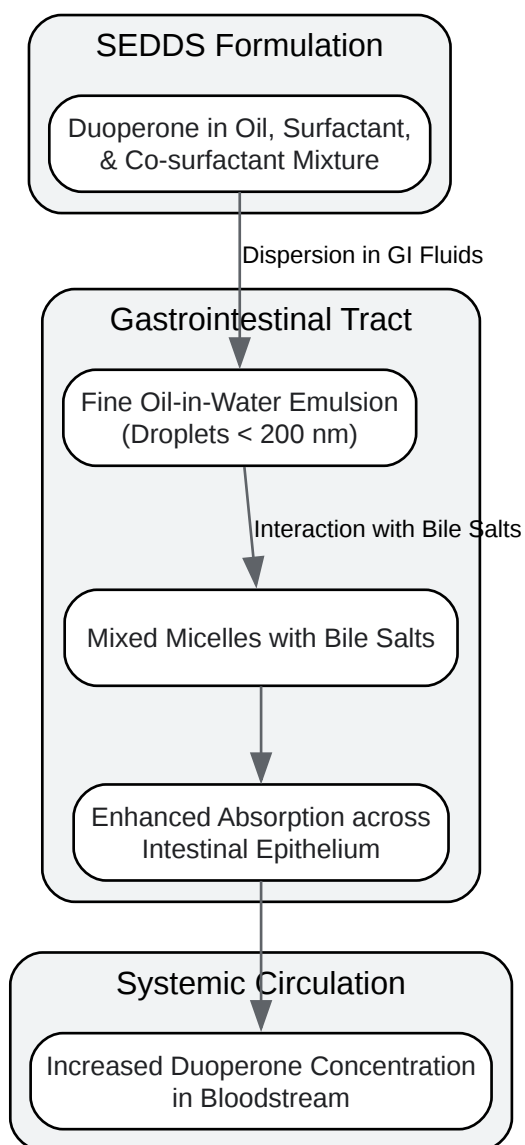 SEDDS Formulation
Duoperone in Oil, Surfactant,
& Co-surfactant Mixture
Dispersion in GI Fluids
Gastrointestinal Tract
Fine Oil-in-Water Emulsion
(Droplets < 200 nm)
Interaction with Bile Salts
Mixed Micelles with Bile Salts
Enhanced Absorption across
Intestinal Epithelium
Systemic Circulation
Increased Duoperone Concentration
in Bloodstream